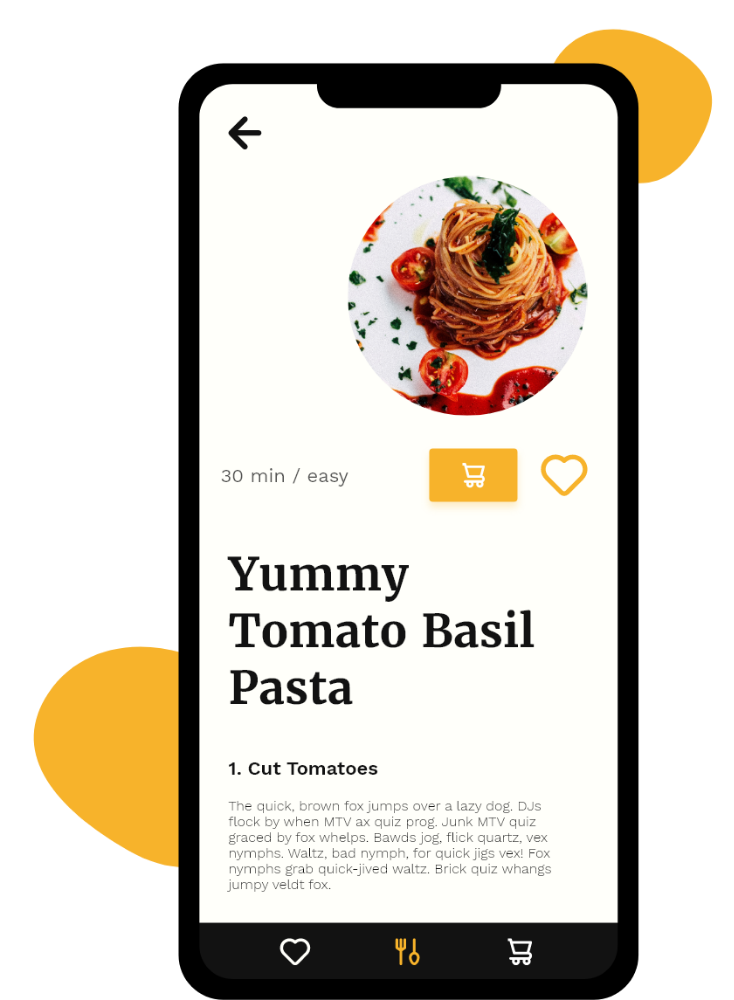 30 min / easy
Yummy
Tomato Basil
Pasta
1. Cut Tomatoes
The quick, brown fox jumps over a lazy dog. DJs
flock by when MTV ax quiz prog. Junk MTV quiz
graced by fox whelps. Bawds jog, flick quartz, vex
nymphs. Waltz, bad nymph, for quick jigs vex! Fox
nymphs grab quick-jived waltz. Brick quiz whangs
jumpy veldt fox.